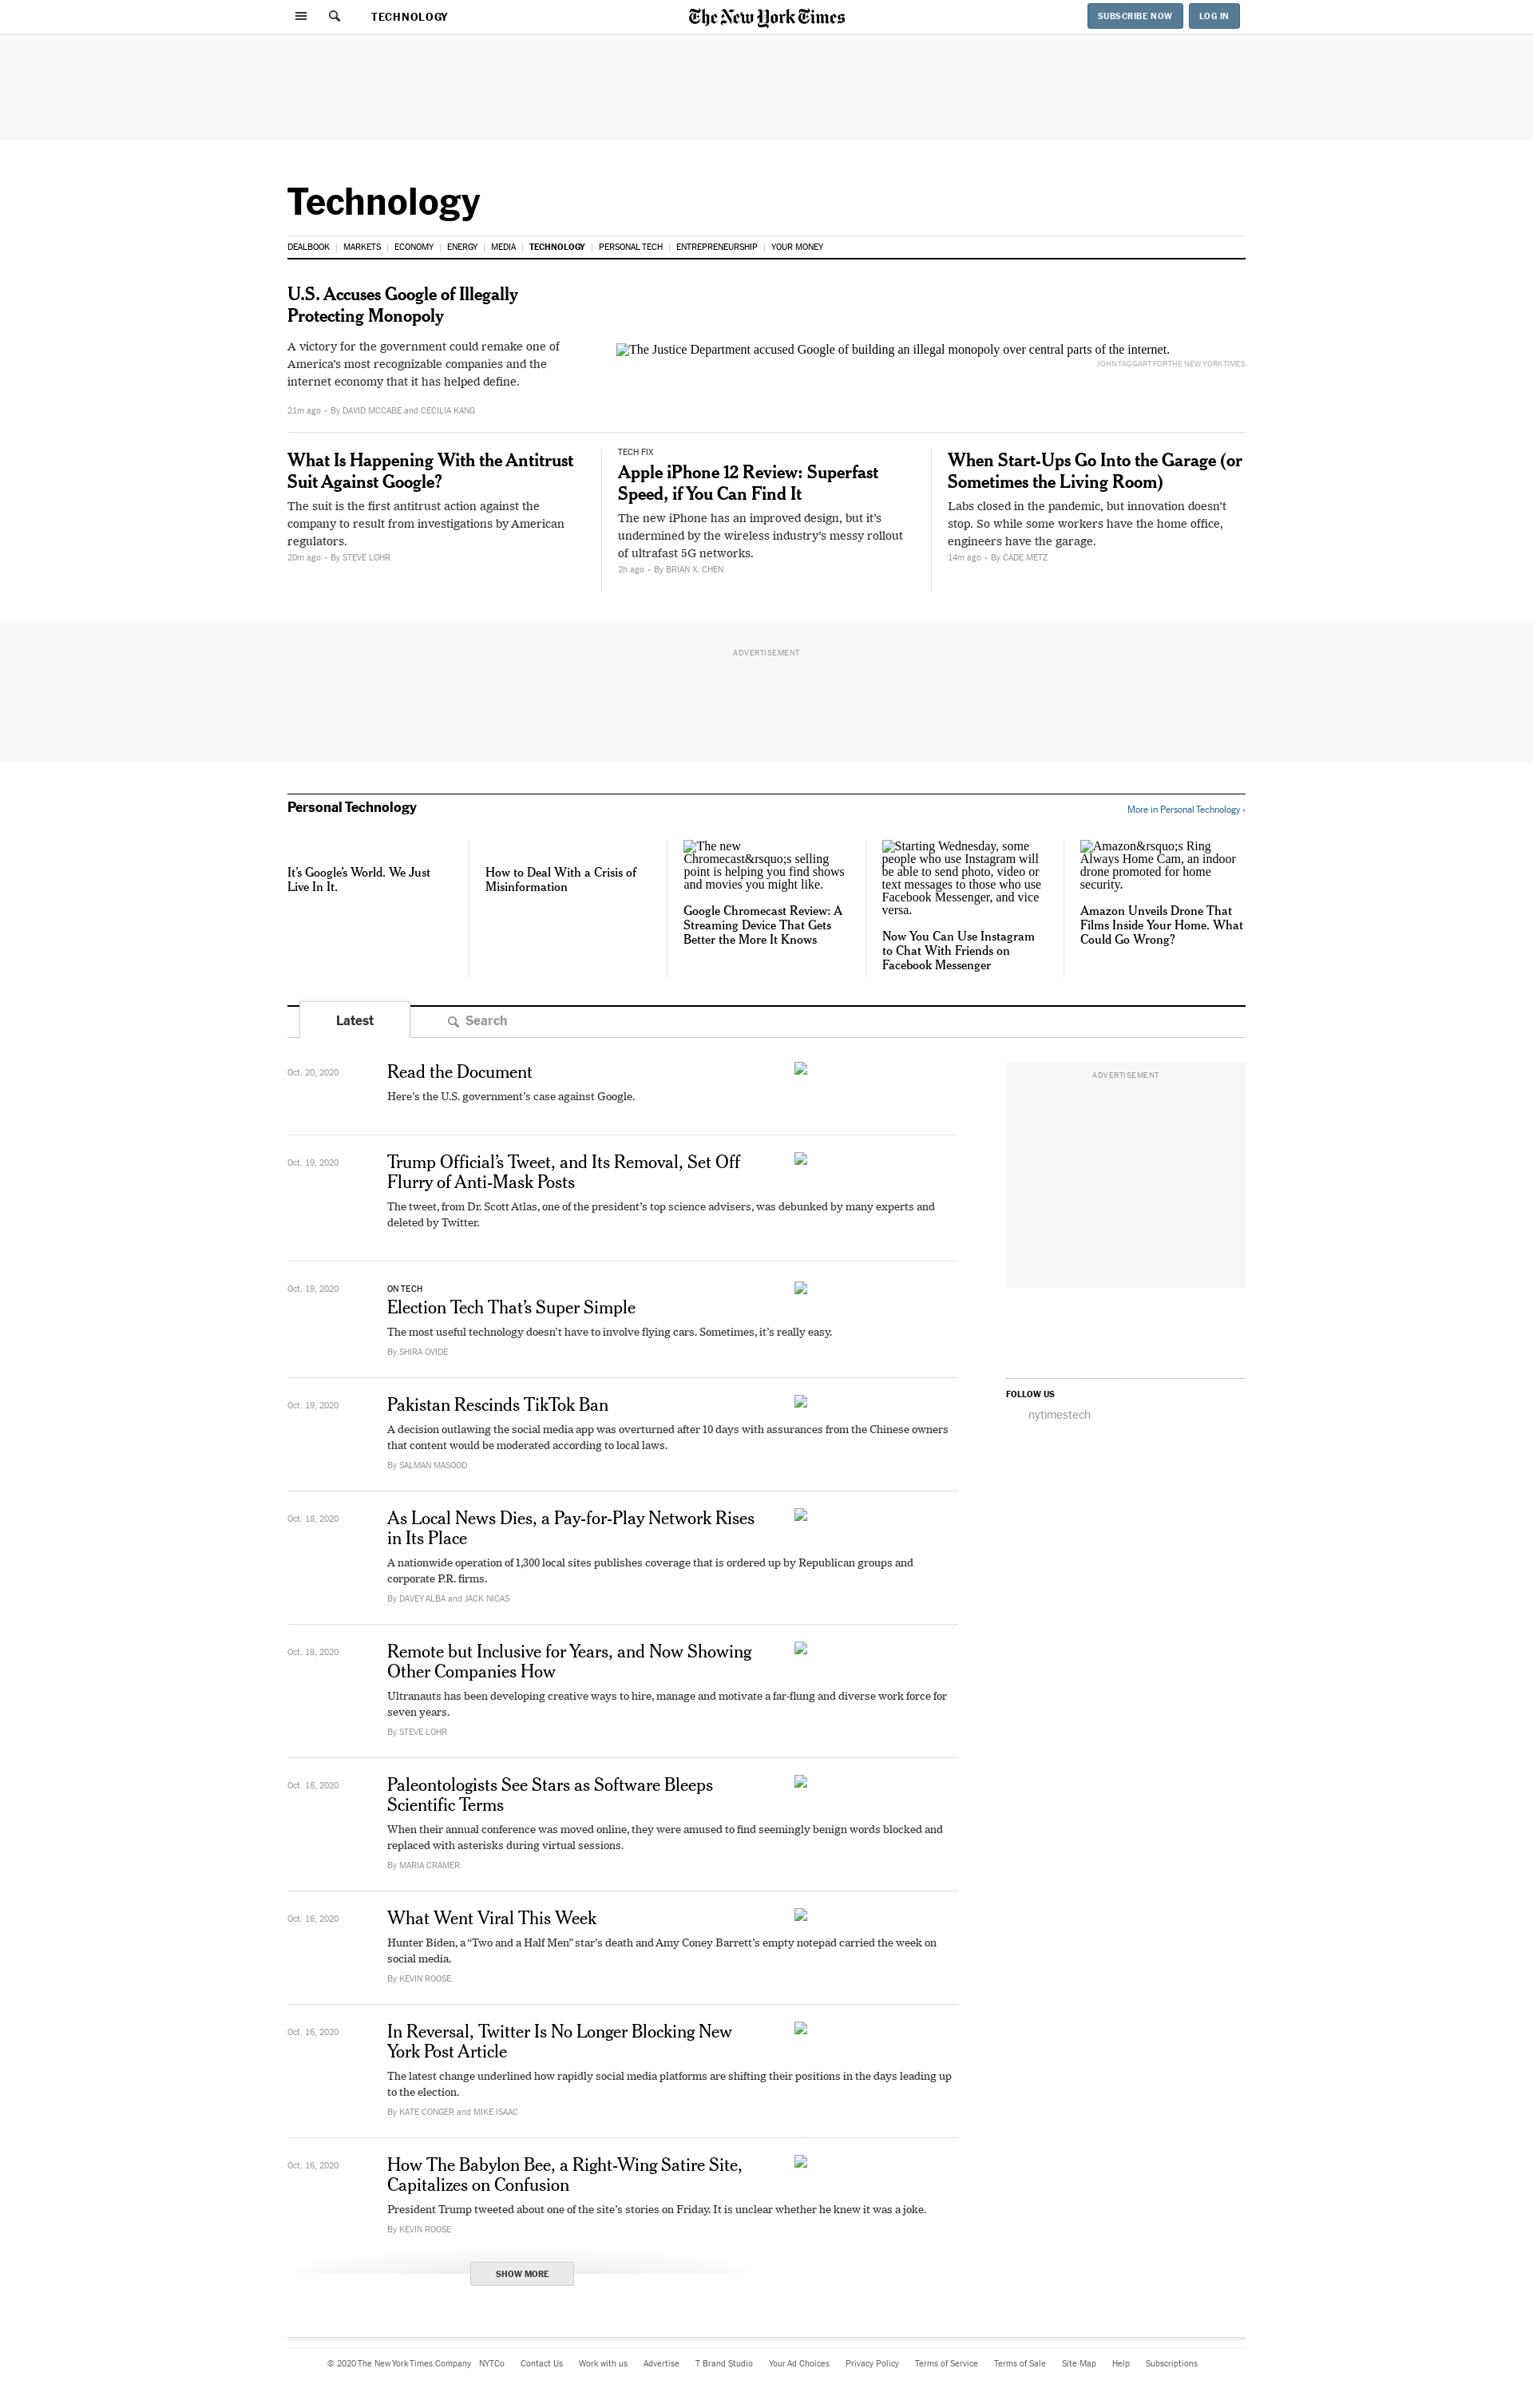 TECHNOLOGY
The New York Times
SUBSCRIBE NOW
LOG IN
Technology
DEALBOOK | MARKETS | ECONOMY | ENERGY | MEDIA | TECHNOLOGY | PERSONAL TECH | ENTREPRENEURSHIP | YOUR MONEY
U.S. Accuses Google of Illegally
Protecting Monopoly
A victory for the government could remake one of
America’s most recognizable companies and the
internet economy that it has helped define.
21m ago • By DAVID MCCABE and CECILIA KANG
The Justice Department accused Google of building an illegal monopoly over central parts of the internet.
JOHN TAGGART FOR THE NEW YORK TIMES
What Is Happening With the Antitrust
Suit Against Google?
The suit is the first antitrust action against the
company to result from investigations by American
regulators.
20m ago • By STEVE LOHR
TECH FIX
Apple iPhone 12 Review: Superfast
Speed, if You Can Find It
The new iPhone has an improved design, but it’s
undermined by the wireless industry’s messy rollout
of ultrafast 5G networks.
2h ago • By BRIAN X. CHEN
When Start-Ups Go Into the Garage (or
Sometimes the Living Room)
Labs closed in the pandemic, but innovation doesn’t
stop. So while some workers have the home office,
engineers have the garage.
14m ago • By CADE METZ
ADVERTISEMENT
Personal Technology
More in Personal Technology ›
It’s Google’s World. We Just
Live In It.
How to Deal With a Crisis of
Misinformation
The new
Chromecast&rsquo;s selling
point is helping you find shows
and movies you might like.
Google Chromecast Review: A
Streaming Device That Gets
Better the More It Knows
Starting Wednesday, some
people who use Instagram will
be able to send photo, video or
text messages to those who use
Facebook Messenger, and vice
versa.
Now You Can Use Instagram
to Chat With Friends on
Facebook Messenger
Amazon&rsquo;s Ring
Always Home Cam, an indoor
drone promoted for home
security.
Amazon Unveils Drone That
Films Inside Your Home. What
Could Go Wrong?
Latest
Search
Oct. 20, 2020
Read the Document
Here’s the U.S. government’s case against Google.
ADVERTISEMENT
Oct. 19, 2020
Trump Official’s Tweet, and Its Removal, Set Off
Flurry of Anti-Mask Posts
The tweet, from Dr. Scott Atlas, one of the president’s top science advisers, was debunked by many experts and
deleted by Twitter.
Oct. 19, 2020
ON TECH
Election Tech That’s Super Simple
The most useful technology doesn’t have to involve flying cars. Sometimes, it’s really easy.
By SHIRA OVIDE
FOLLOW US
nytimestech
Oct. 19, 2020
Pakistan Rescinds TikTok Ban
A decision outlawing the social media app was overturned after 10 days with assurances from the Chinese owners
that content would be moderated according to local laws.
By SALMAN MASOOD
Oct. 18, 2020
As Local News Dies, a Pay-for-Play Network Rises
in Its Place
A nationwide operation of 1,300 local sites publishes coverage that is ordered up by Republican groups and
corporate P.R. firms.
By DAVEY ALBA and JACK NICAS
Oct. 18, 2020
Remote but Inclusive for Years, and Now Showing
Other Companies How
Ultranauts has been developing creative ways to hire, manage and motivate a far-flung and diverse work force for
seven years.
By STEVE LOHR
Oct. 18, 2020
Paleontologists See Stars as Software Bleeps
Scientific Terms
When their annual conference was moved online, they were amused to find seemingly benign words blocked and
replaced with asterisks during virtual sessions.
By MARIA CRAMER
Oct. 16, 2020
What Went Viral This Week
Hunter Biden, a “Two and a Half Men” star’s death and Amy Coney Barrett’s empty notepad carried the week on
social media.
By KEVIN ROOSE
Oct. 16, 2020
In Reversal, Twitter Is No Longer Blocking New
York Post Article
The latest change underlined how rapidly social media platforms are shifting their positions in the days leading up
to the election.
By KATE CONGER and MIKE ISAAC
Oct. 16, 2020
How The Babylon Bee, a Right-Wing Satire Site,
Capitalizes on Confusion
President Trump tweeted about one of the site’s stories on Friday. It is unclear whether he knew it was a joke.
By KEVIN ROOSE
SHOW MORE
© 2020 The New York Times Company NYTCo Contact Us Work with us Advertise T Brand Studio Your Ad Choices Privacy Policy Terms of Service Terms of Sale Site Map Help Subscriptions